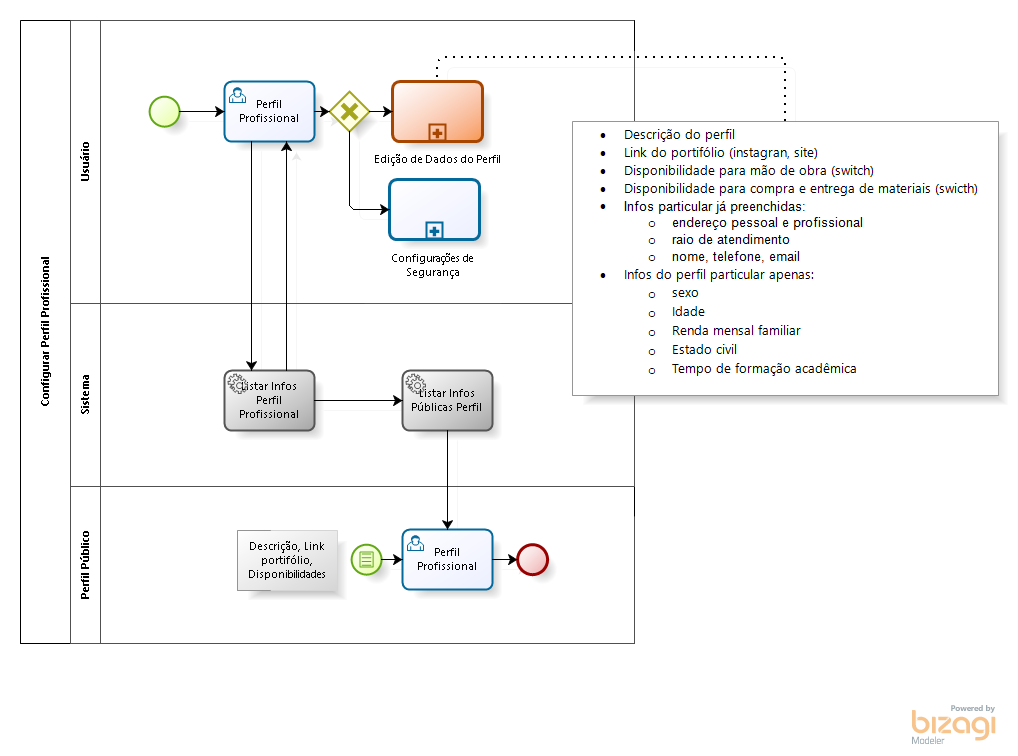 Configurar Perfil Profissional
Usuário
Perfil
Profissional
Edição de Dados do Perfil
Configurações de
Segurança
Descrição do perfil
Link do portifólio (instagran, site)
Disponibilidade para mão de obra (switch)
Disponibilidade para compra e entrega de materiais (swicth)
Infos particular já preenchidas:
endereço pessoal e profissional
raio de atendimento
nome, telefone, email
Infos do perfil particular apenas:
sexo
Idade
Renda mensal familiar
Estado civil
Tempo de formação acadêmica
Sistema
Listar Infos
Perfil
Profissional
Listar Infos
Públicas Perfil
Perfil Público
Descrição, Link
portifólio,
Disponibilidades
Perfil
Profissional
Powered by
bizagi
Modeler